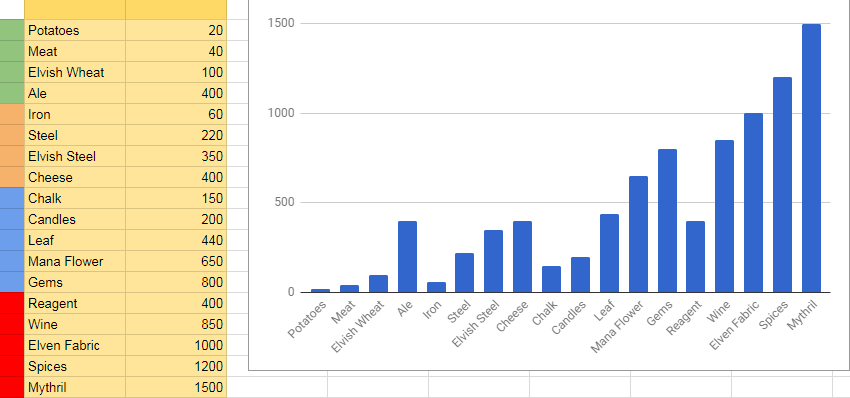 Potatoes 20
Meat 40
Elvish Wheat 100
Ale 400
Iron 60
Steel 220
Elvish Steel 350
Cheese 400
Chalk 150
Candles 200
Leaf 440
Mana Flower 650
Gems 800
Reagent 400
Wine 850
Elven Fabric 1000
Spices 1200
Mythril 1500
1500
1000
500
0
Potatoes
Meat
Elvish Wheat
Ale
Iron
Steel
Elvish Steel
Cheese
Chalk
Candles
Leaf
Mana Flower
Gems
Reagent
Wine
Elven Fabric
Spices
Mythril